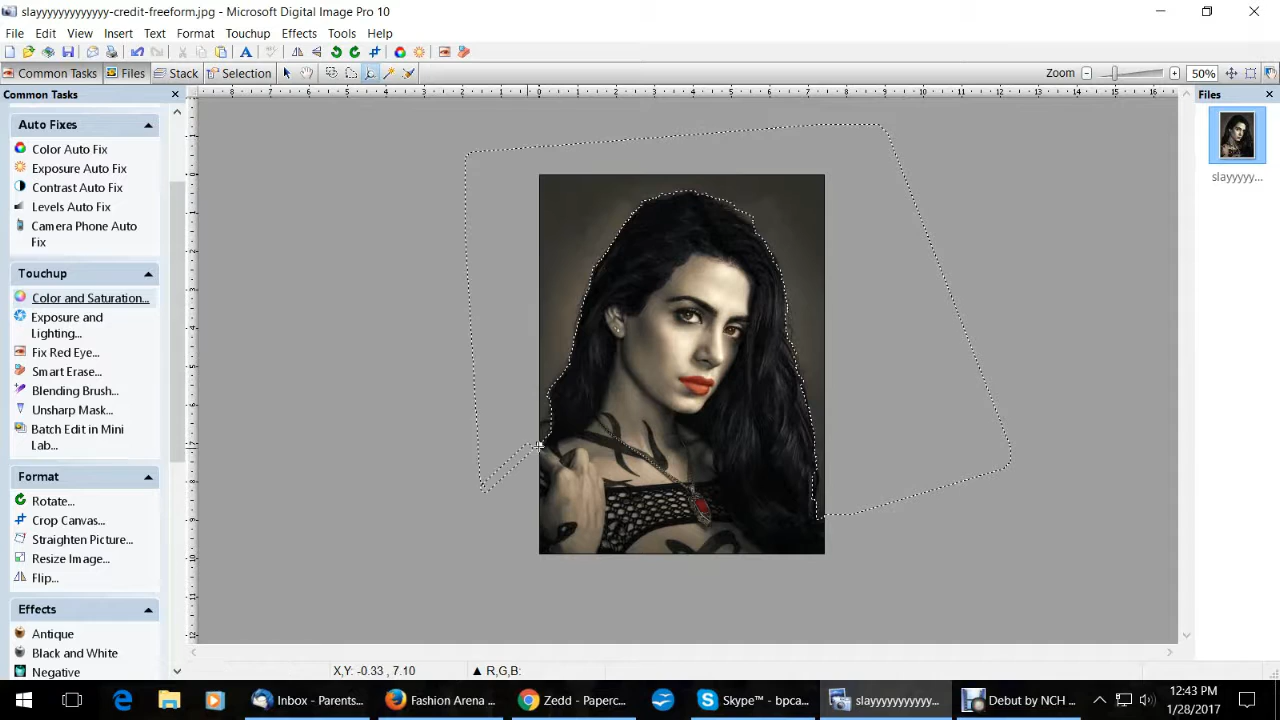 slayyyyyyyyyyyyy-credit-freeform.jpg - Microsoft Digital Image Pro 10
File Edit View Insert Text Format Touchup Effects Tools Help
Common Tasks Files Stack Selection Zoom 50%
Common Tasks
Auto Fixes
Color Auto Fix
Exposure Auto Fix
Contrast Auto Fix
Levels Auto Fix
Camera Phone Auto
Fix
Touchup
Color and Saturation...
Exposure and
Lighting...
Fix Red Eye...
Smart Erase...
Blending Brush...
Unsharp Mask...
Batch Edit in Mini
Lab...
Format
Rotate...
Crop Canvas...
Straighten Picture...
Resize Image...
Flip...
Effects
Antique
Black and White
Negative
Files
slayyyyy...
X,Y: -0.33 , 7.10 R,G,B:
Inbox - Parents... Fashion Arena ... Zedd - Paperc... Skype™ - bpca... slayyyyyyyyyyy... Debut by NCH ... 12:43 PM
1/28/2017